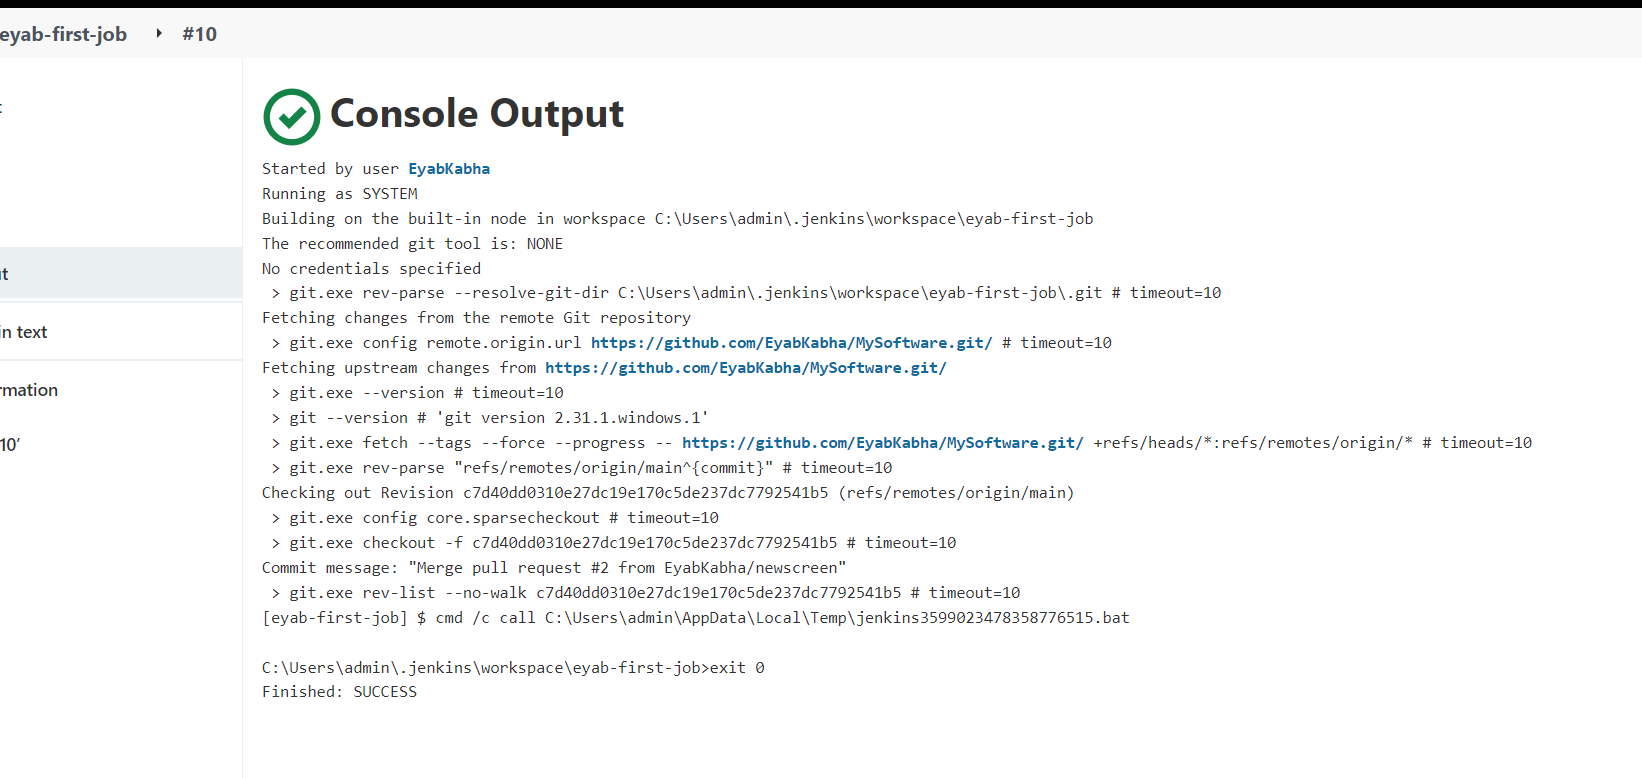 eyab-first-job #10
Console Output
Started by user EyabKabha
Running as SYSTEM
Building on the built-in node in workspace C:\Users\admin\.jenkins\workspace\eyab-first-job
The recommended git tool is: NONE
No credentials specified
> git.exe rev-parse --resolve-git-dir C:\Users\admin\.jenkins\workspace\eyab-first-job\.git # timeout=10
Fetching changes from the remote Git repository
> git.exe config remote.origin.url https://github.com/EyabKabha/MySoftware.git/ # timeout=10
Fetching upstream changes from https://github.com/EyabKabha/MySoftware.git/
> git.exe --version # timeout=10
> git --version # 'git version 2.31.1.windows.1'
> git.exe fetch --tags --force --progress -- https://github.com/EyabKabha/MySoftware.git/ +refs/heads/*:refs/remotes/origin/* # timeout=10
> git.exe rev-parse "refs/remotes/origin/main^{commit}" # timeout=10
Checking out Revision c7d40dd0310e27dc19e170c5de237dc7792541b5 (refs/remotes/origin/main)
> git.exe config core.sparsecheckout # timeout=10
> git.exe checkout -f c7d40dd0310e27dc19e170c5de237dc7792541b5 # timeout=10
Commit message: "Merge pull request #2 from EyabKabha/newscreen"
> git.exe rev-list --no-walk c7d40dd0310e27dc19e170c5de237dc7792541b5 # timeout=10
[eyab-first-job] $ cmd /c call C:\Users\admin\AppData\Local\Temp\jenkins3599023478358776515.bat
C:\Users\admin\.jenkins\workspace\eyab-first-job>exit 0
Finished: SUCCESS
in text
rmation
10'